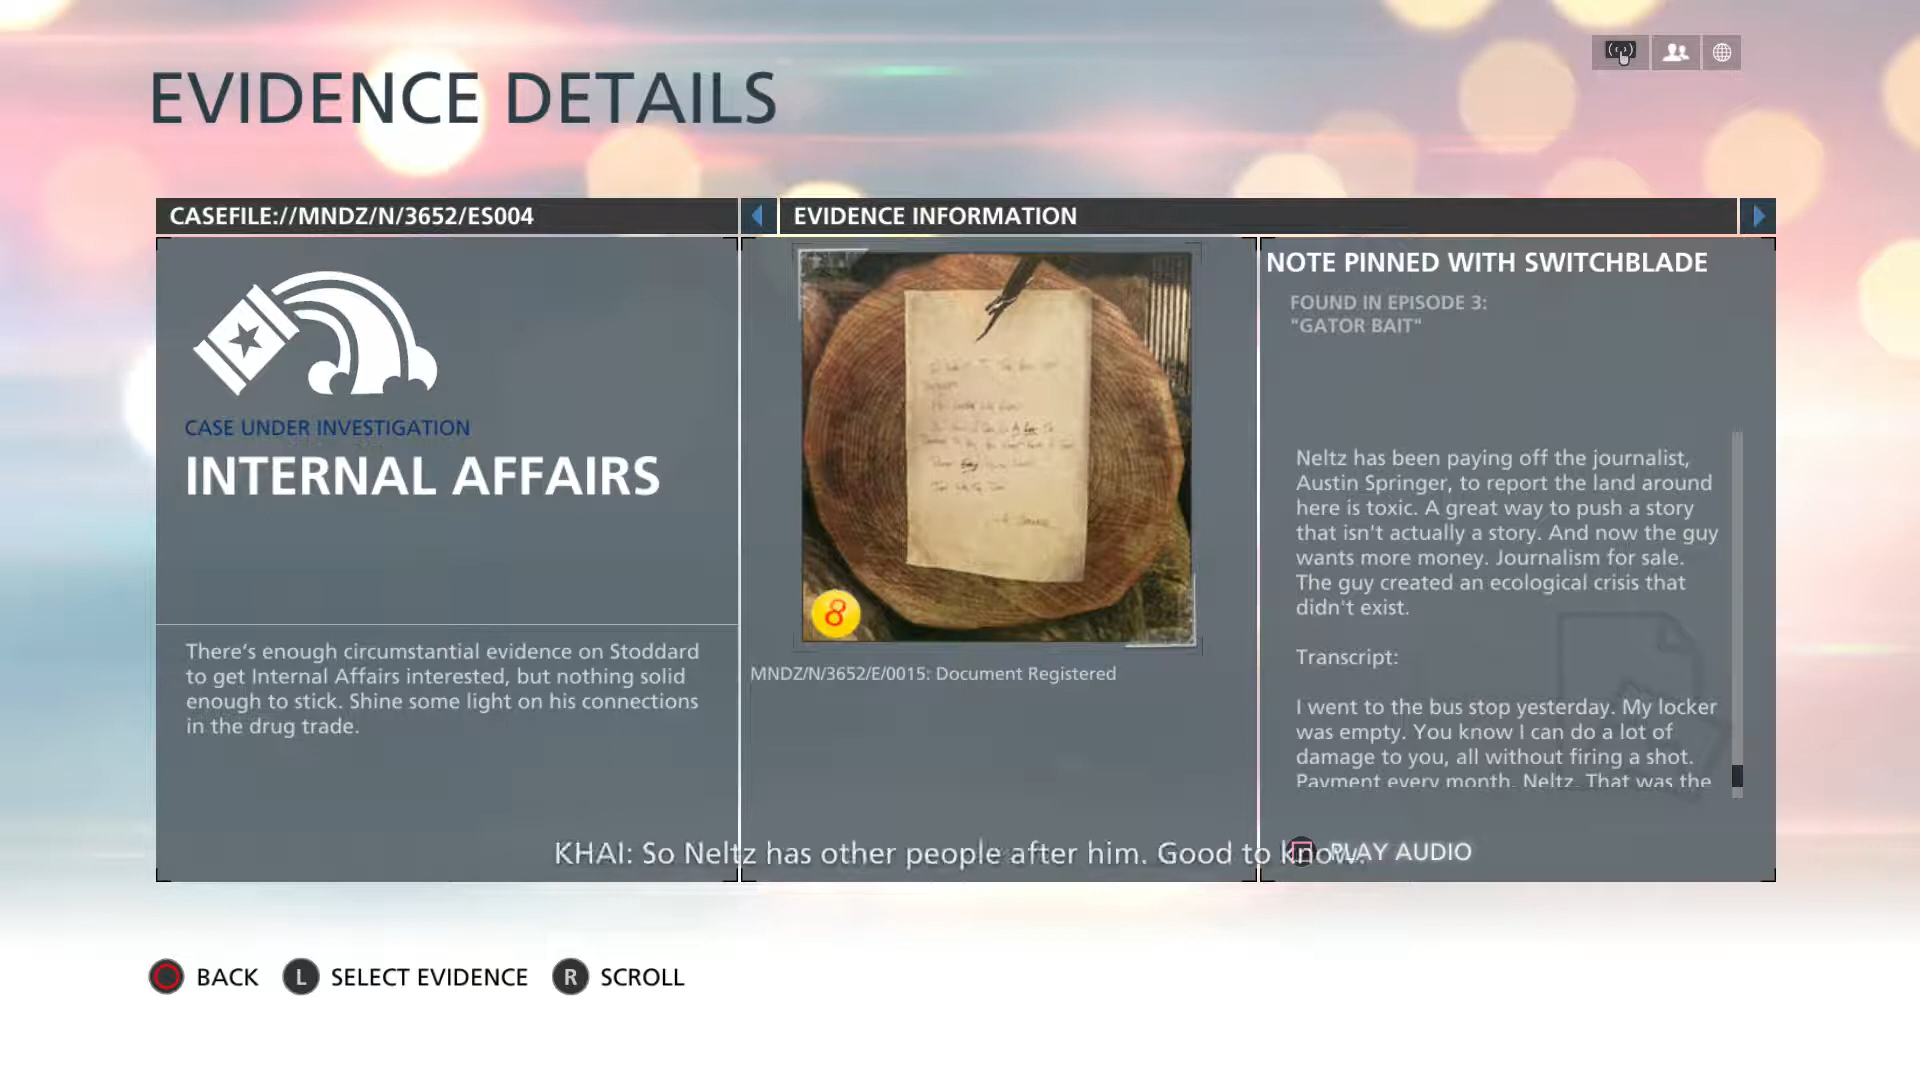 EVIDENCE DETAILS
CASEFILE://MNDZ/N/3652/ES004
EVIDENCE INFORMATION
CASE UNDER INVESTIGATION
INTERNAL AFFAIRS
There's enough circumstantial evidence on Stoddard
to get Internal Affairs interested, but nothing solid
enough to stick. Shine some light on his connections
in the drug trade.
8
MNDZ/N/3652/E/0015: Document Registered
NOTE PINNED WITH SWITCHBLADE
FOUND IN EPISODE 3:
"GATOR BAIT"
Neltz has been paying off the journalist,
Austin Springer, to report the land around
here is toxic. A great way to push a story
that isn't actually a story. And now the guy
wants more money. Journalism for sale.
The guy created an ecological crisis that
didn't exist.
Transcript:
I went to the bus stop yesterday. My locker
was empty. You know I can do a lot of
damage to you, all without firing a shot.
Payment every month, Neltz. That was the
PLAY AUDIO
KHAI: So Neltz has other people after him. Good to know.
BACK
L SELECT EVIDENCE
R SCROLL